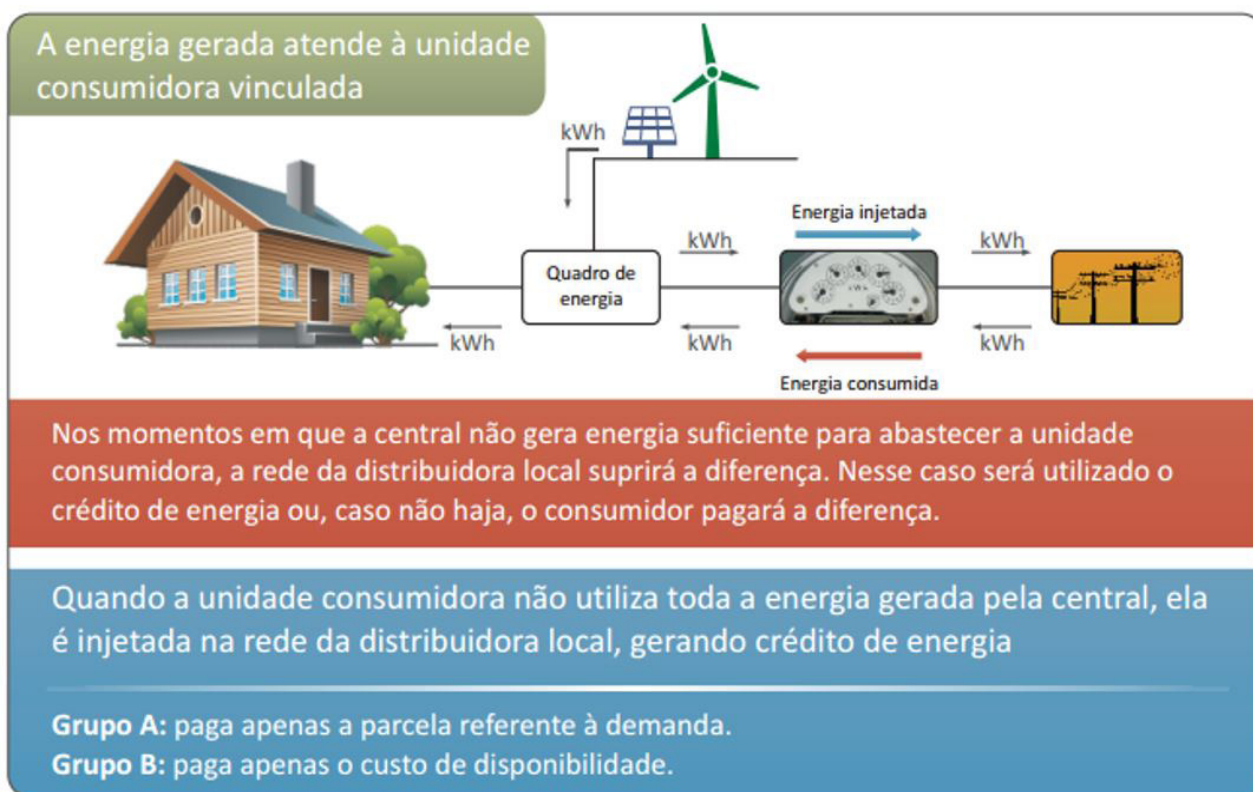 A energia gerada atende à unidade
consumidora vinculada
kWh
Energia injetada
kWh
kWh
Quadro de
energia
kWh
kWh
kWh
kWh
Energia consumida
Nos momentos em que a central não gera energia suficiente para abastecer a unidade
consumidora, a rede da distribuidora local suprirá a diferença. Nesse caso será utilizado o
crédito de energia ou, caso não haja, o consumidor pagará a diferença.
Quando a unidade consumidora não utiliza toda a energia gerada pela central, ela
é injetada na rede da distribuidora local, gerando crédito de energia
Grupo A: paga apenas a parcela referente à demanda.
Grupo B: paga apenas o custo de disponibilidade.